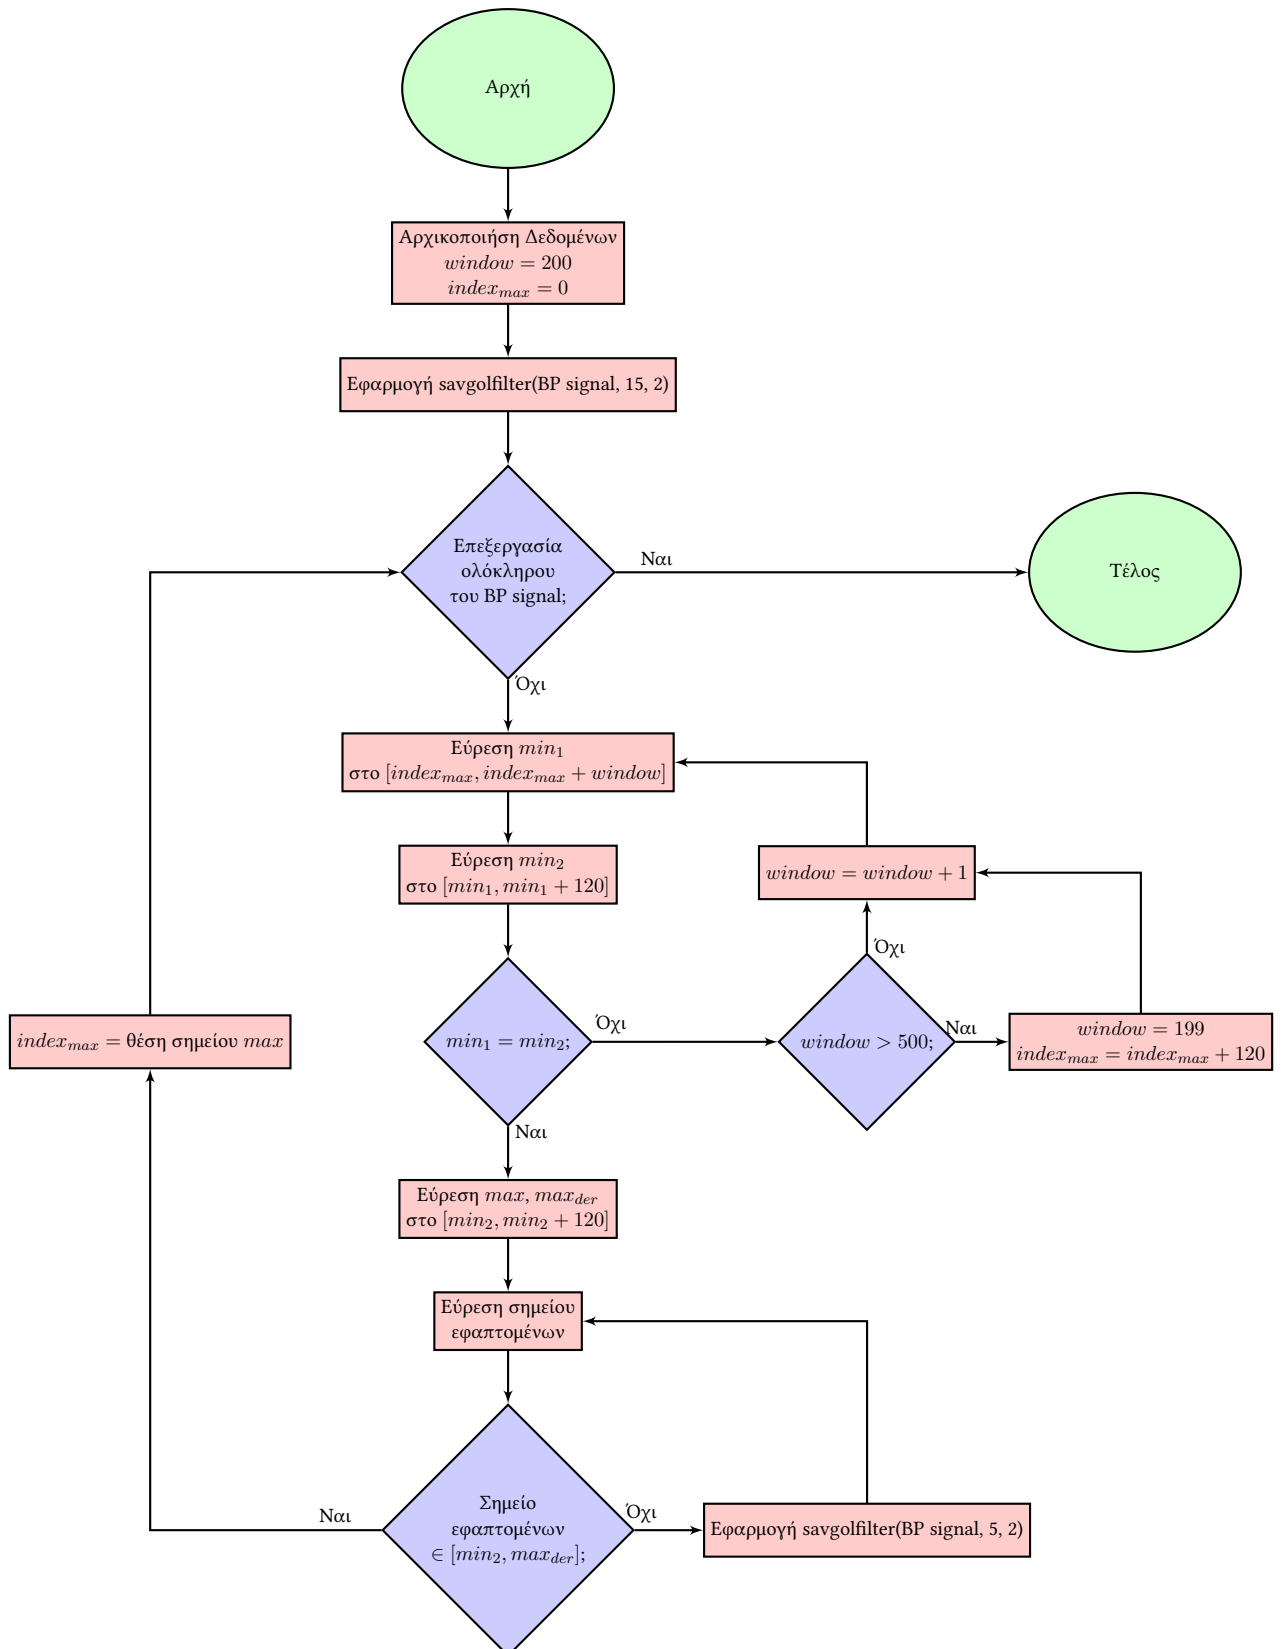 Αρχή
Αρχικοποιήση Δεδομένων
window = 200
index_max = 0
Εφαρμογή savgolfilter(BP signal, 15, 2)
Επεξεργασία
ολόκληρου
του BP signal;
Ναι
Τέλος
Όχι
Εύρεση min_1
στο [index_max, index_max + window]
Εύρεση min_2
στο [min_1, min_1 + 120]
window = window + 1
Όχι
min_1 = min_2;
Όχι
window > 500;
Ναι
window = 199
index_max = index_max + 120
index_max = θέση σημείου max
Ναι
Εύρεση max, max_der
στο [min_2, min_2 + 120]
Εύρεση σημείου
εφαπτομένων
Σημείο
εφαπτομένων
∈ [min_2, max_der];
Ναι
Όχι
Εφαρμογή savgolfilter(BP signal, 5, 2)